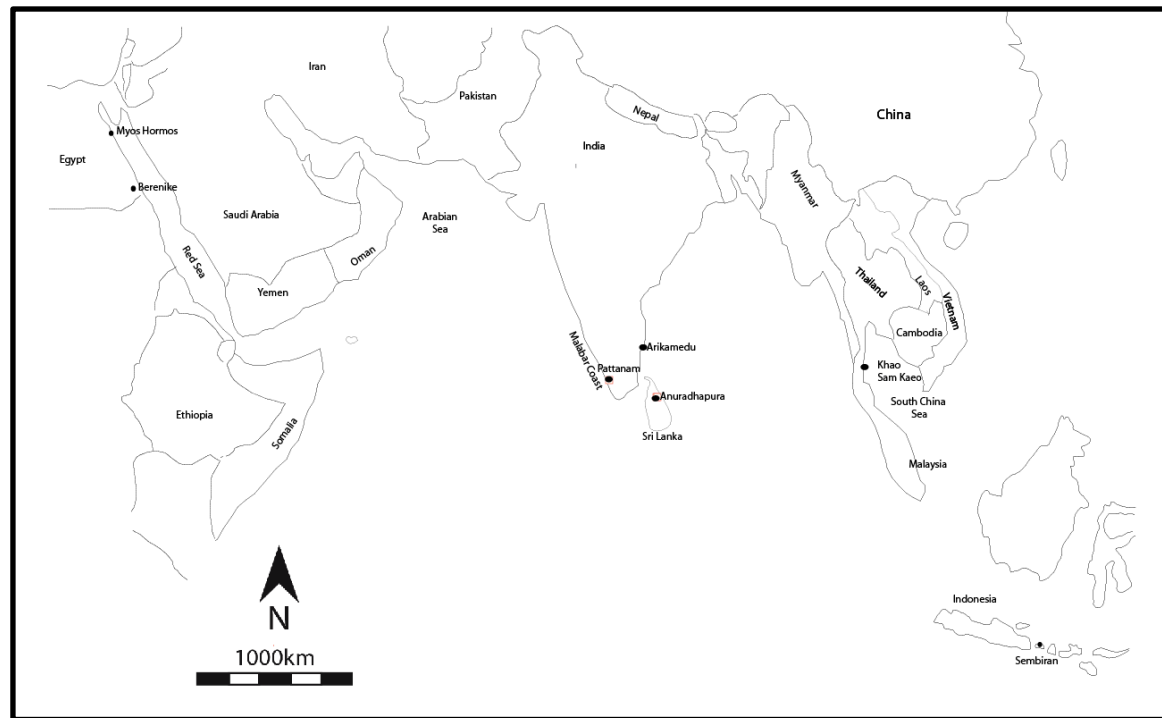 Iran
Pakistan
Nepal
China
Myos Hormos
Egypt
India
Myanmar
Berenike
Saudi Arabia
Arabian
Sea
Red Sea
Oman
Yemen
Thailand
Laos
Vietnam
Cambodia
Malabar Coast
Arikamedu
Pattanam
Khao
Sam Kaeo
Anuradhapura
South China
Sea
Ethiopia
Somalia
Sri Lanka
Malaysia
N
1000km
Indonesia
Sembiran